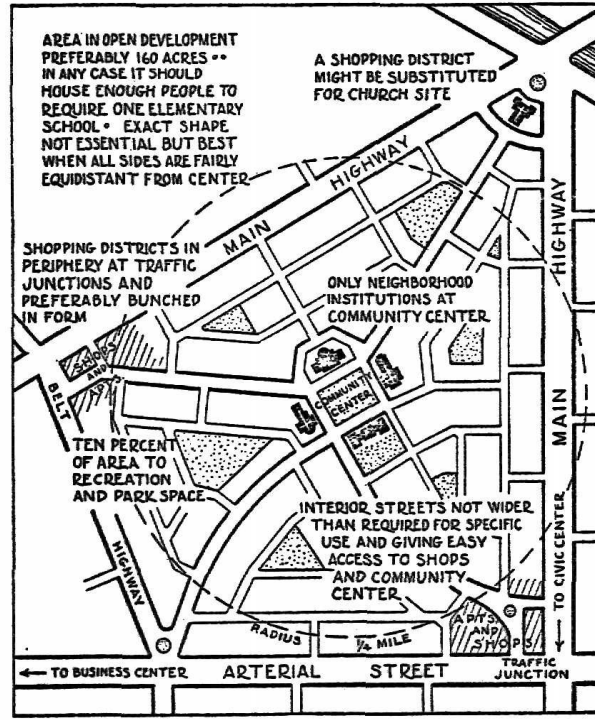 AREA IN OPEN DEVELOPMENT
PREFERABLY 160 ACRES ··
IN ANY CASE IT SHOULD
HOUSE ENOUGH PEOPLE TO
REQUIRE ONE ELEMENTARY
SCHOOL · EXACT SHAPE
NOT ESSENTIAL BUT BEST
WHEN ALL SIDES ARE FAIRLY
EQUIDISTANT FROM CENTER
A SHOPPING DISTRICT
MIGHT BE SUBSTITUTED
FOR CHURCH SITE
MAIN HIGHWAY
HIGHWAY
MAIN
SHOPPING DISTRICTS IN
PERIPHERY AT TRAFFIC
JUNCTIONS AND
PREFERABLY BUNCHED
IN FORM
ONLY NEIGHBORHOOD
INSTITUTIONS AT
COMMUNITY CENTER
SHOPS
AND
APTS
BELT
HIGHWAY
COMMUNITY
CENTER
TEN PERCENT
OF AREA TO
RECREATION
AND PARK SPACE
INTERIOR STREETS NOT WIDER
THAN REQUIRED FOR SPECIFIC
USE AND GIVING EASY
ACCESS TO SHOPS
AND COMMUNITY
CENTER
TO CIVIC CENTER
RADIUS
1/4 MILE
APTS.
AND
SHOPS
TRAFFIC
JUNCTION
TO BUSINESS CENTER
ARTERIAL STREET